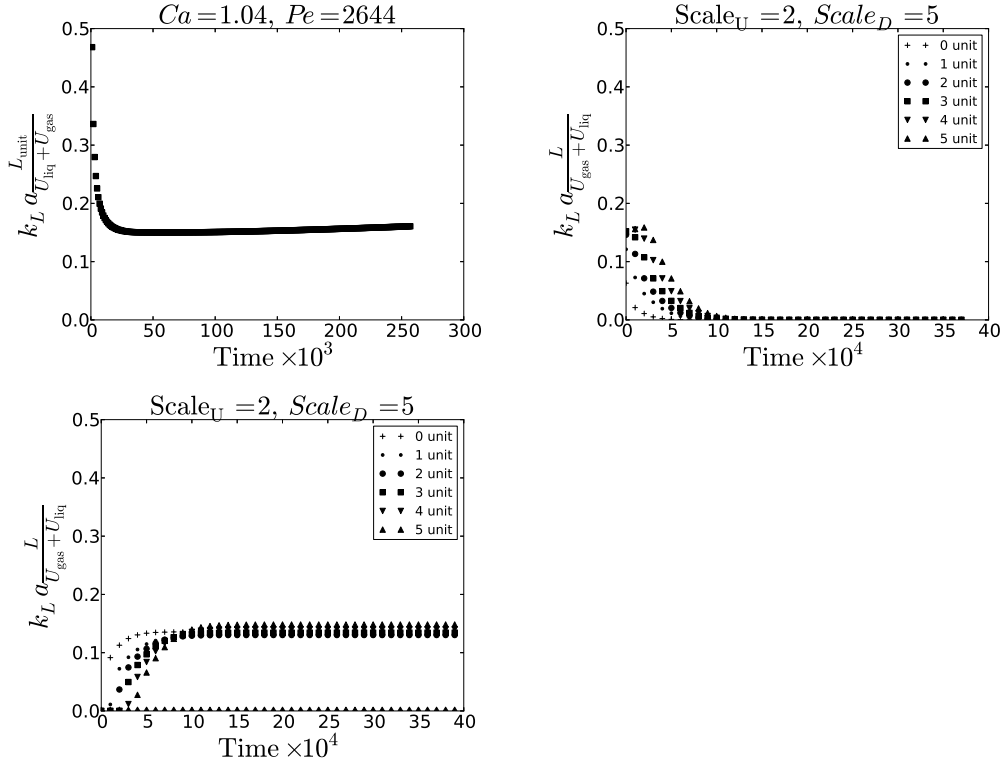 Ca=1.04, Pe=2644
0.5
0.4
0.3
0.2
0.1
0.0
k_L a L_unit / U_liq+U_gas
0 50 100 150 200 250 300
Time ×10^3
Scale_U =2, Scale_D =5
0.5
0.4
0.3
0.2
0.1
0.0
k_L a L / U_gas+U_liq
0 unit
1 unit
2 unit
3 unit
4 unit
5 unit
0 5 10 15 20 25 30 35 40
Time ×10^4
Scale_U =2, Scale_D =5
0.5
0.4
0.3
0.2
0.1
0.0
k_L a L / U_gas+U_liq
0 unit
1 unit
2 unit
3 unit
4 unit
5 unit
0 5 10 15 20 25 30 35 40
Time ×10^4